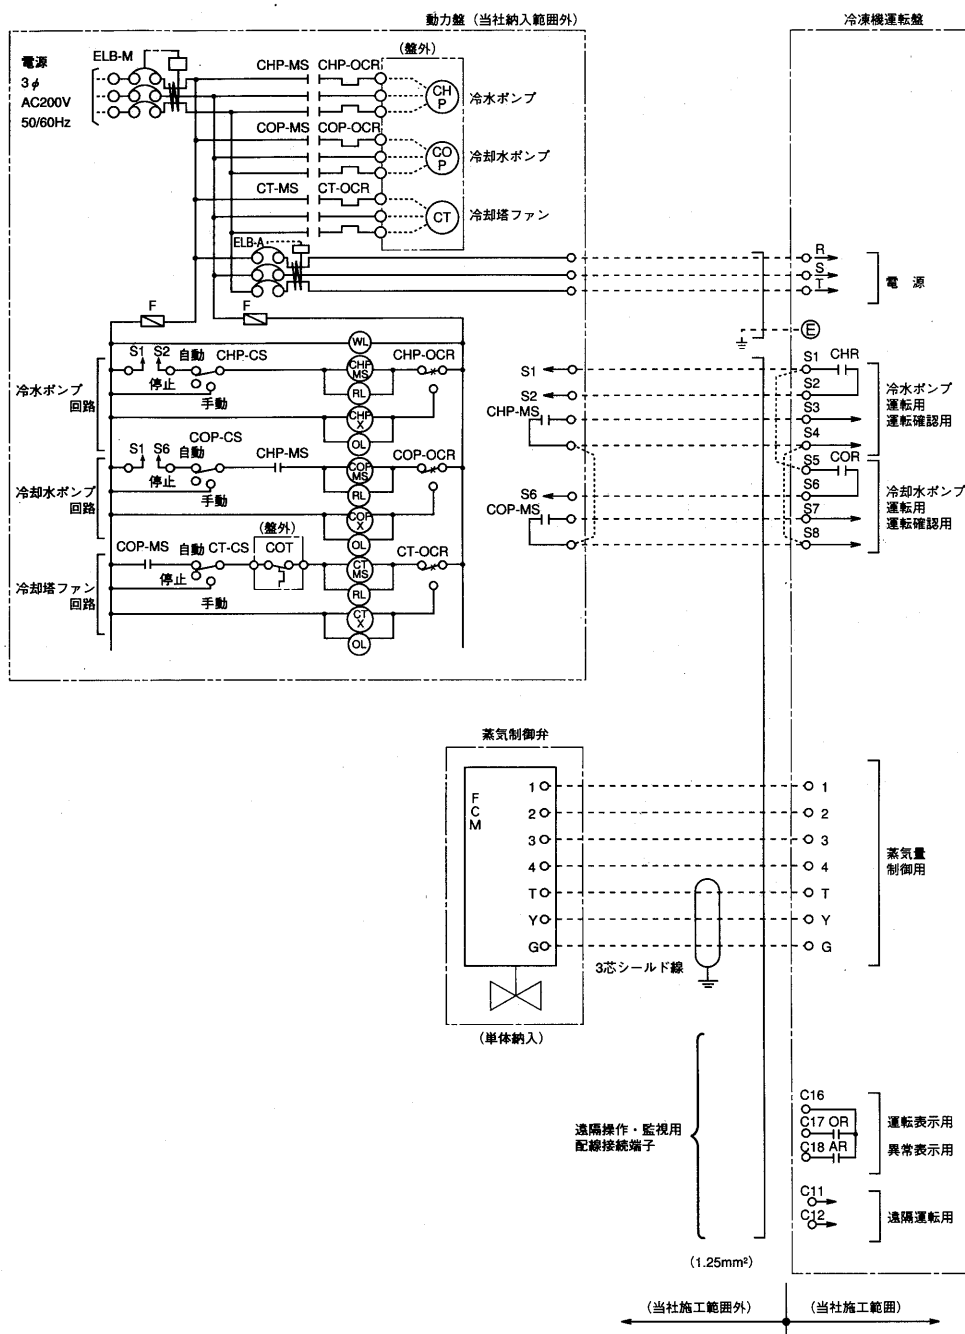 動力盤（当社納入範囲外）
冷凍機運転盤
電源
3φ
AC200V
50/60Hz
ELB-M
（盤外）
CHP-MS CHP-OCR
CH
P
冷水ポンプ
COP-MS COP-OCR
CO
P
冷却水ポンプ
CT-MS CT-OCR
CT
冷却塔ファン
ELB-A
R
S
T
電 源
F
F
E
WL
冷水ポンプ
回路
S1 S2 自動 CHP-CS
停止
手動
CHP
MS
CHP-OCR
RL
CHP
X
OL
S1
S2
CHP-MS
S1 CHR
S2
S3
S4
冷水ポンプ
運転用
運転確認用
冷却水ポンプ
回路
S1 S6 COP-CS
自動
停止
手動
CHP-MS
COP
MS
COP-OCR
RL
COP
X
OL
S6
COP-MS
S5 COR
S6
S7
S8
冷却水ポンプ
運転用
運転確認用
冷却塔ファン
回路
COP-MS 自動 CT-CS
停止
手動
（盤外）
COT
CT
MS
CT-OCR
RL
CT
X
OL
蒸気制御弁
F
C
M
1 1
2 2
3 3
4 4
T T
Y Y
G G
蒸気量
制御用
3芯シールド線
（単体納入）
遠隔操作・監視用
配線接続端子
C16
C17 OR
C18 AR
運転表示用
異常表示用
C11
C12
遠隔運転用
（1.25mm²）
（当社施工範囲外）
（当社施工範囲）